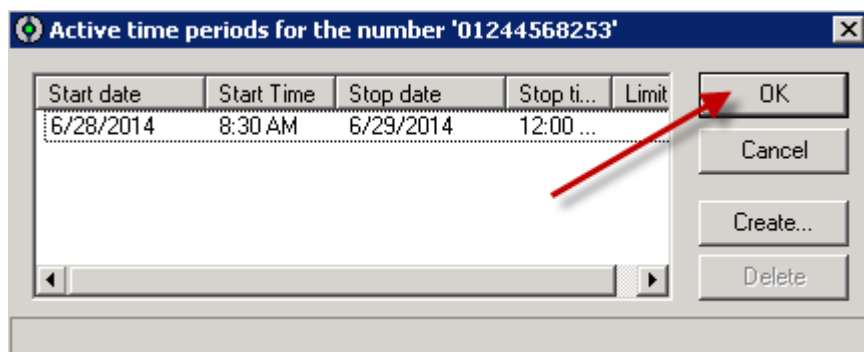 Active time periods for the number '01244568253'
Start date Start Time Stop date Stop ti... Limit
6/28/2014 8:30 AM 6/29/2014 12:00 ...
OK
Cancel
Create...
Delete